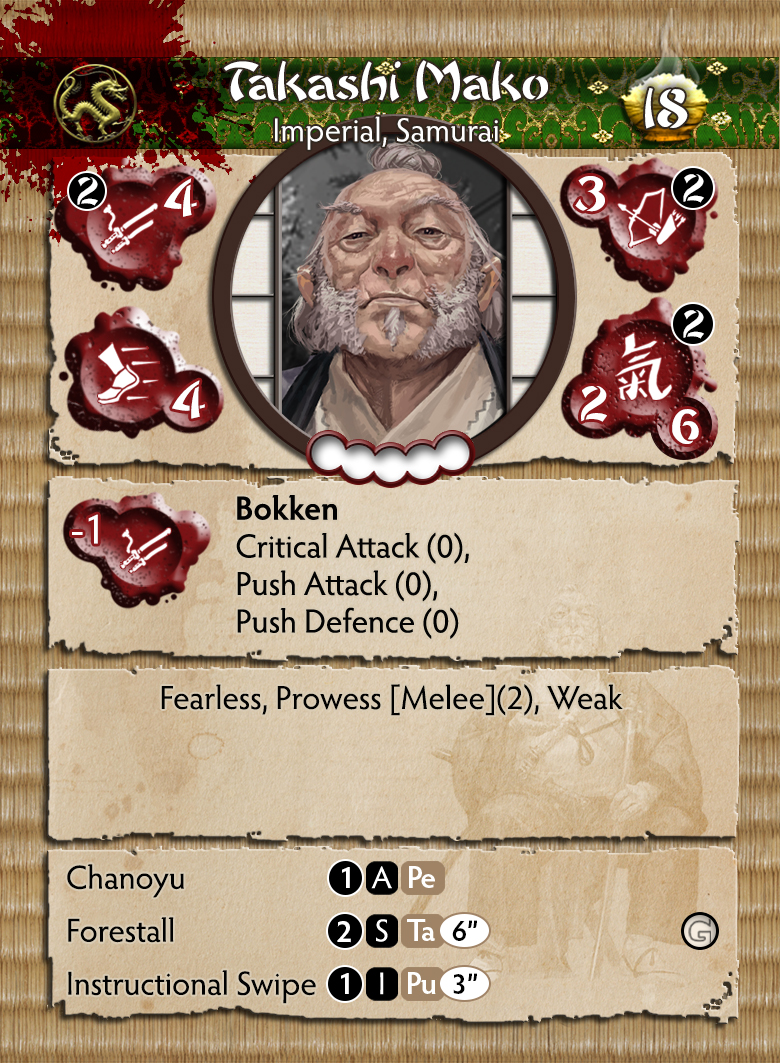 Takashi Mako
18
Imperial, Samurai
2 4
3 2
4
2 氣 2 6
-1
Bokken
Critical Attack (0),
Push Attack (0),
Push Defence (0)
Fearless, Prowess [Melee](2), Weak
Chanoyu 1 A Pe
Forestall 2 S Ta 6” G
Instructional Swipe 1 I Pu 3”